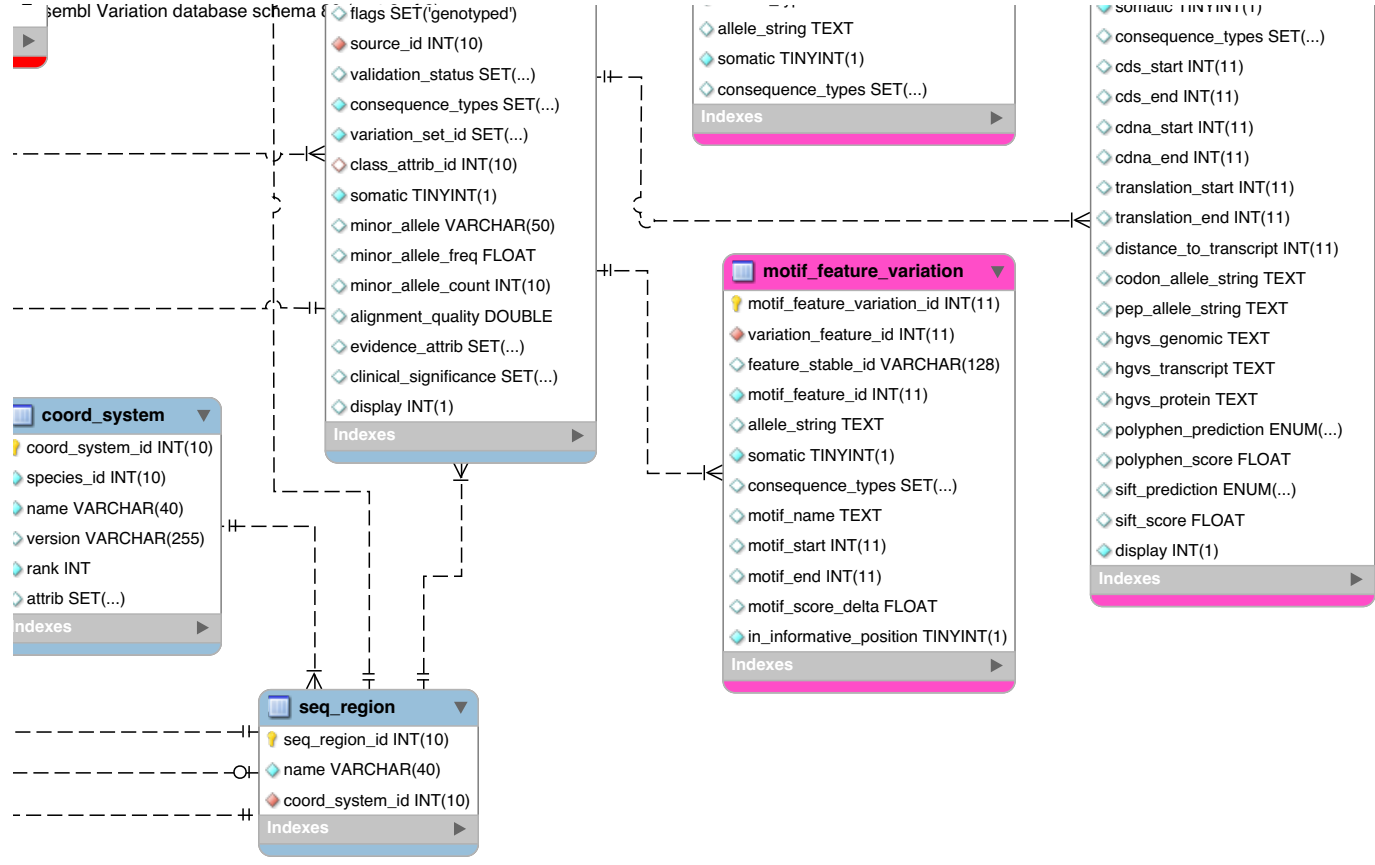 sembl Variation database schema
flags SET('genotyped')
source_id INT(10)
validation_status SET(...)
consequence_types SET(...)
variation_set_id SET(...)
class_attrib_id INT(10)
somatic TINYINT(1)
minor_allele VARCHAR(50)
minor_allele_freq FLOAT
minor_allele_count INT(10)
alignment_quality DOUBLE
evidence_attrib SET(...)
clinical_significance SET(...)
display INT(1)
Indexes
allele_string TEXT
somatic TINYINT(1)
consequence_types SET(...)
Indexes
somatic TINYINT(1)
consequence_types SET(...)
cds_start INT(11)
cds_end INT(11)
cdna_start INT(11)
cdna_end INT(11)
translation_start INT(11)
translation_end INT(11)
distance_to_transcript INT(11)
codon_allele_string TEXT
pep_allele_string TEXT
hgvs_genomic TEXT
hgvs_transcript TEXT
hgvs_protein TEXT
polyphen_prediction ENUM(...)
polyphen_score FLOAT
sift_prediction ENUM(...)
sift_score FLOAT
display INT(1)
Indexes
motif_feature_variation
motif_feature_variation_id INT(11)
variation_feature_id INT(11)
feature_stable_id VARCHAR(128)
motif_feature_id INT(11)
allele_string TEXT
somatic TINYINT(1)
consequence_types SET(...)
motif_name TEXT
motif_start INT(11)
motif_end INT(11)
motif_score_delta FLOAT
in_informative_position TINYINT(1)
Indexes
coord_system
coord_system_id INT(10)
species_id INT(10)
name VARCHAR(40)
version VARCHAR(255)
rank INT
attrib SET(...)
ndexes
seq_region
seq_region_id INT(10)
name VARCHAR(40)
coord_system_id INT(10)
Indexes